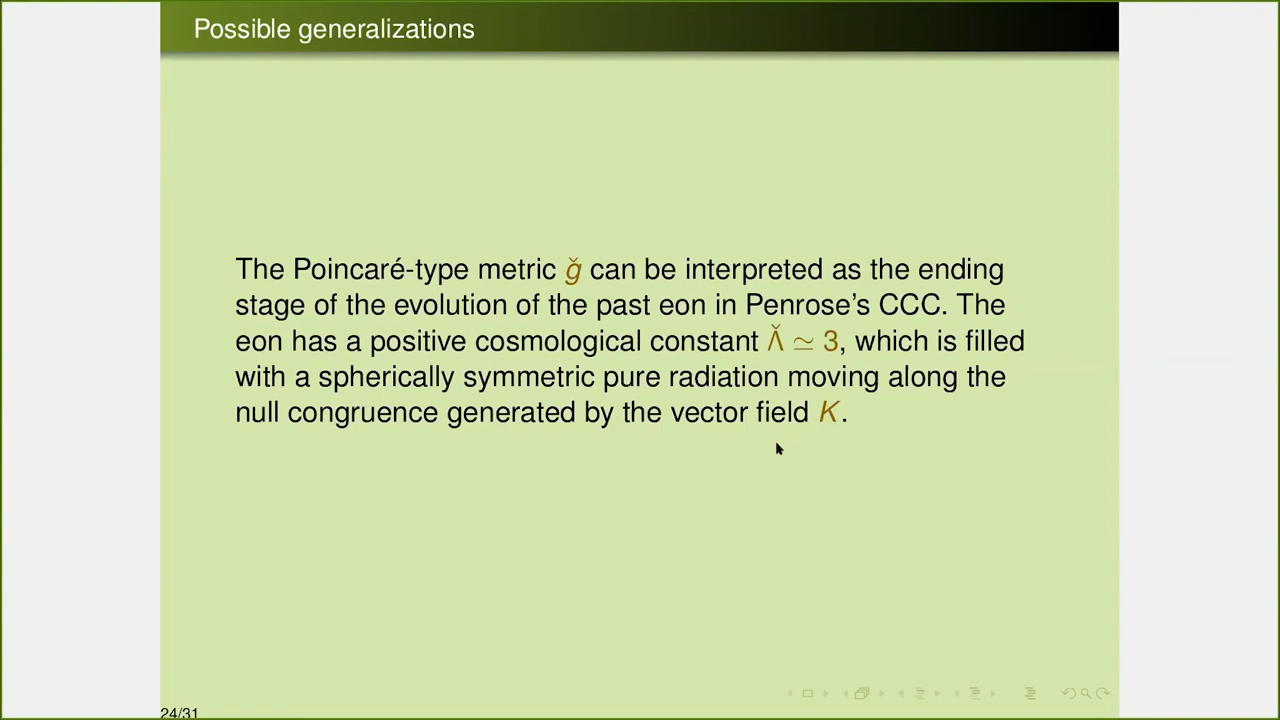 Possible generalizations
The Poincaré-type metric ǧ can be interpreted as the ending
stage of the evolution of the past eon in Penrose's CCC. The
eon has a positive cosmological constant Λ̌ ≃ 3, which is filled
with a spherically symmetric pure radiation moving along the
null congruence generated by the vector field K.
24/31